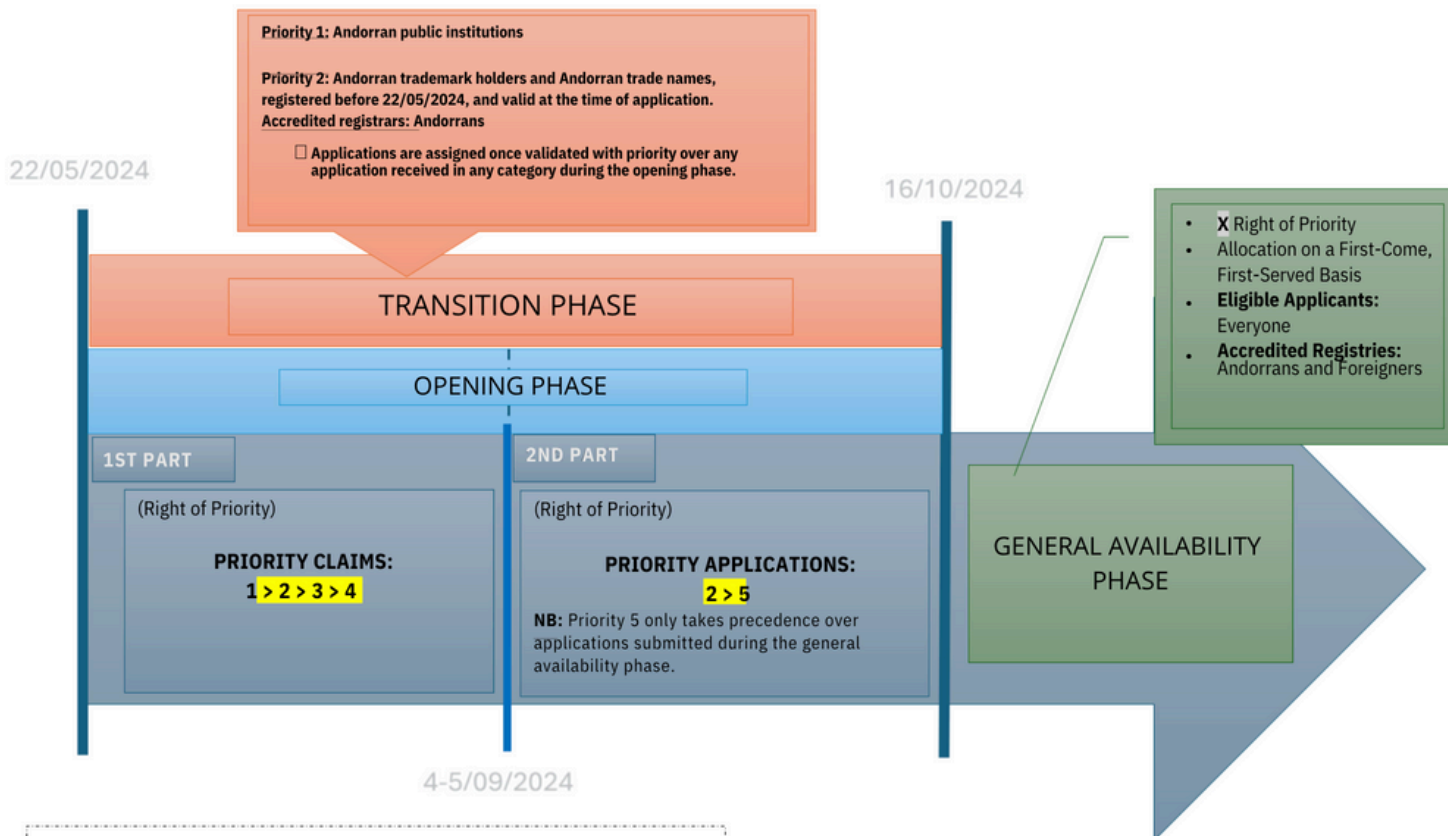 Priority 1: Andorran public institutions
Priority 2: Andorran trademark holders and Andorran trade names,
registered before 22/05/2024, and valid at the time of application.
Accredited registrars: Andorrans
☐ Applications are assigned once validated with priority over any
application received in any category during the opening phase.
22/05/2024
16/10/2024
• X Right of Priority
• Allocation on a First-Come,
First-Served Basis
• Eligible Applicants:
Everyone
• Accredited Registries:
Andorrans and Foreigners
TRANSITION PHASE
OPENING PHASE
1ST PART
(Right of Priority)
PRIORITY CLAIMS:
1 > 2 > 3 > 4
2ND PART
(Right of Priority)
PRIORITY APPLICATIONS:
2 > 5
NB: Priority 5 only takes precedence over
applications submitted during the general
availability phase.
GENERAL AVAILABILITY
PHASE
4-5/09/2024